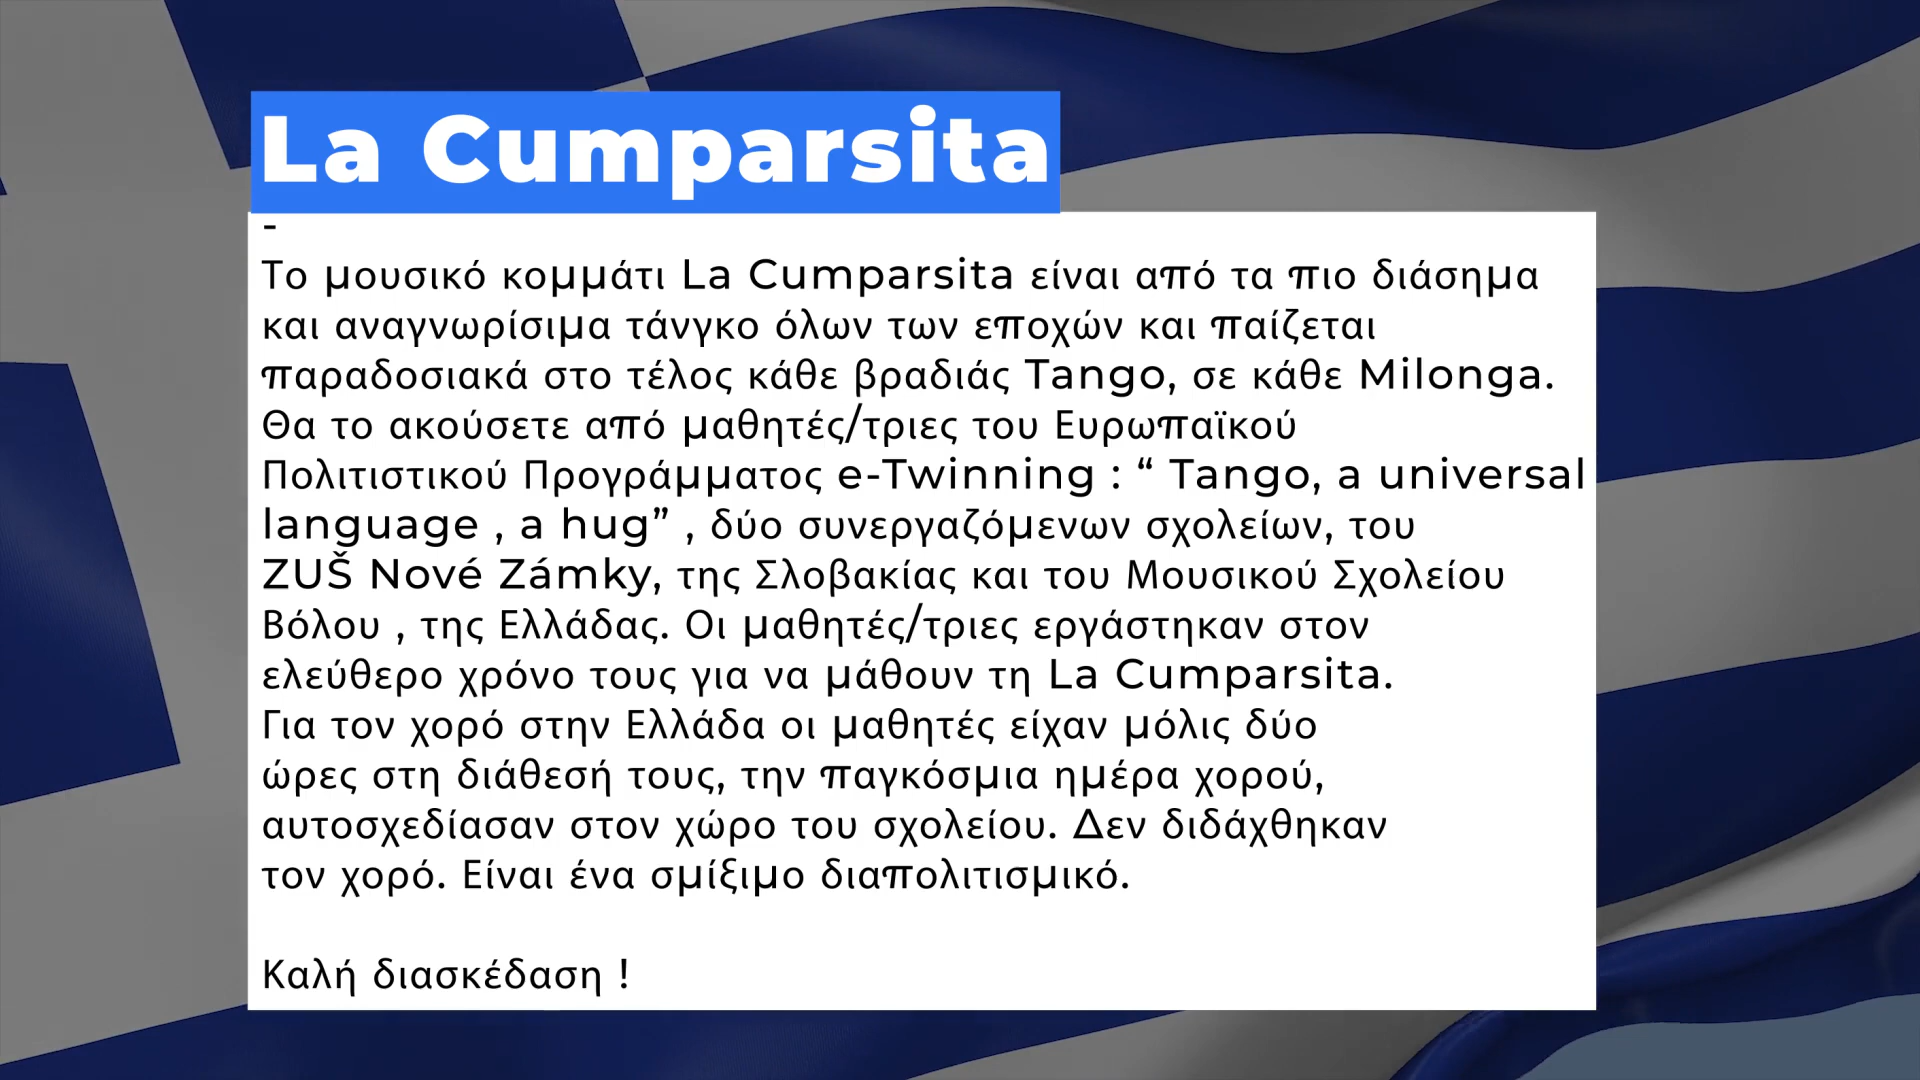 La Cumparsita
-
Το μουσικό κομμάτι La Cumparsita είναι από τα πιο διάσημα
και αναγνωρίσιμα τάνγκο όλων των εποχών και παίζεται
παραδοσιακά στο τέλος κάθε βραδιάς Tango, σε κάθε Milonga.
Θα το ακούσετε από μαθητές/τριες του Ευρωπαϊκού
Πολιτιστικού Προγράμματος e-Twinning : “ Tango, a universal
language , a hug” , δύο συνεργαζόμενων σχολείων, του
ZUŠ Nové Zámky, της Σλοβακίας και του Μουσικού Σχολείου
Βόλου , της Ελλάδας. Οι μαθητές/τριες εργάστηκαν στον
ελεύθερο χρόνο τους για να μάθουν τη La Cumparsita.
Για τον χορό στην Ελλάδα οι μαθητές είχαν μόλις δύο
ώρες στη διάθεσή τους, την παγκόσμια ημέρα χορού,
αυτοσχεδίασαν στον χώρο του σχολείου. Δεν διδάχθηκαν
τον χορό. Είναι ένα σμίξιμο διαπολιτισμικό.
Καλή διασκέδαση !